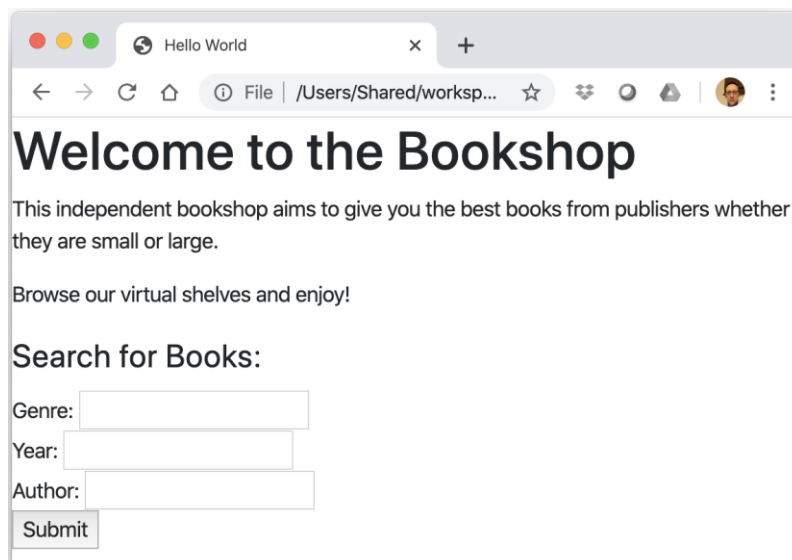 Hello World
File /Users/Shared/worksp...
Welcome to the Bookshop
This independent bookshop aims to give you the best books from publishers whether
they are small or large.
Browse our virtual shelves and enjoy!
Search for Books:
Genre:
Year:
Author:
Submit